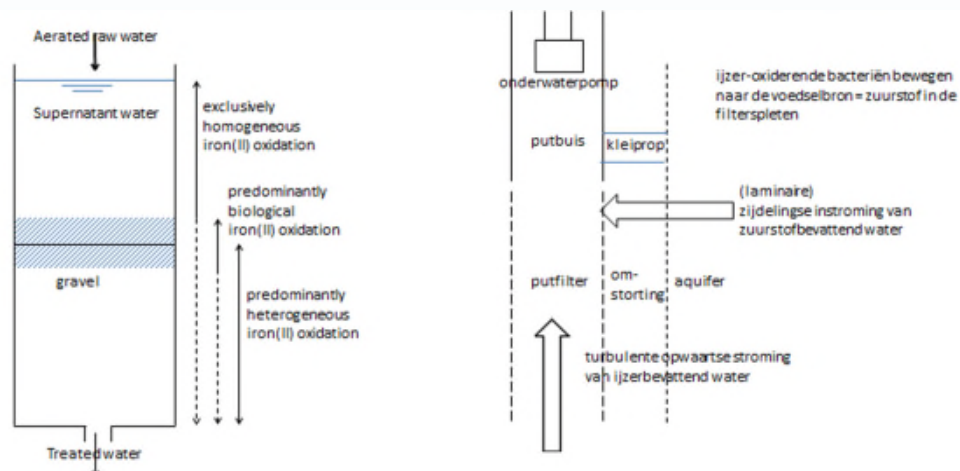 Aerated raw water
Supernatant water
exclusively
homogeneous
iron(II) oxidation
predominantly
biological
iron(II) oxidation
gravel
predominantly
heterogeneous
iron(II) oxidation
Treated water
onderwaterpomp
ijzer-oxiderende bacteriën bewegen
naar de voedselbron = zuurstof in de
filterspleten
putbuis
kleiprop
(laminaire)
zijdelingse instroming van
zuurstofbevattend water
putfilter
om-
storting
aquifer
turbulente opwaartse stroming
van ijzerbevattend water